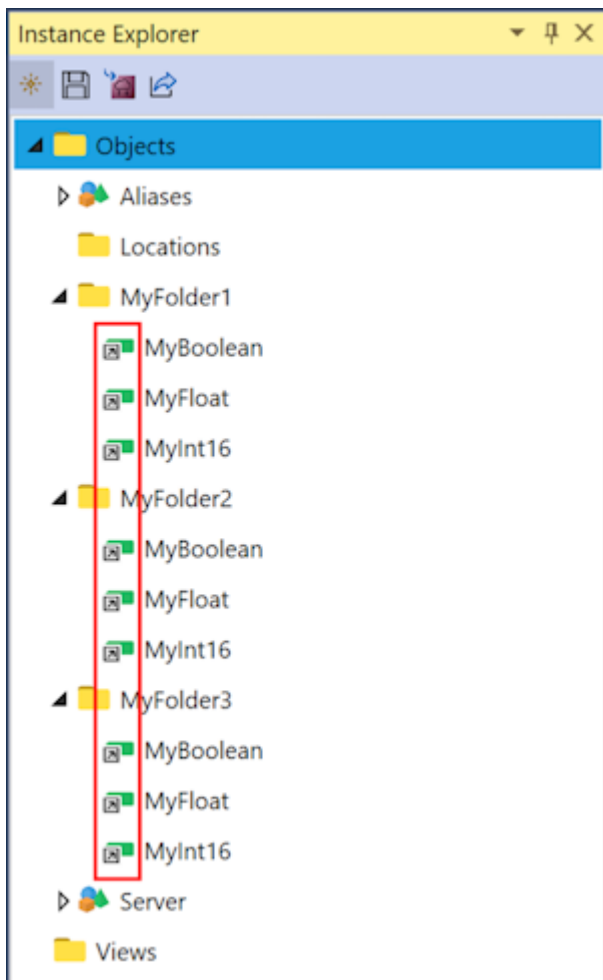 Instance Explorer
Objects
Aliases
Locations
MyFolder1
MyBoolean
MyFloat
MyInt16
MyFolder2
MyBoolean
MyFloat
MyInt16
MyFolder3
MyBoolean
MyFloat
MyInt16
Server
Views